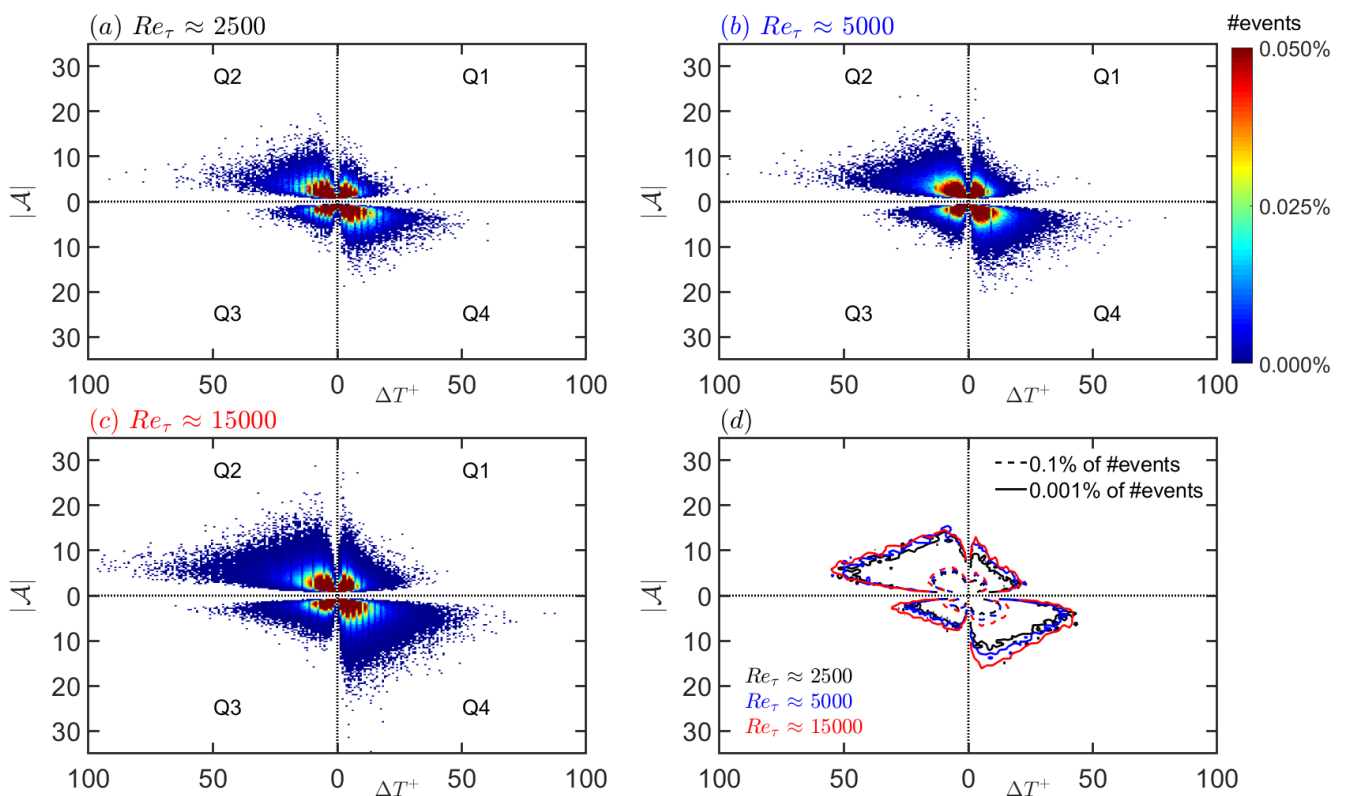 (a) Re_τ ≈ 2500
(b) Re_τ ≈ 5000
#events
35
30
20
10
0
10
20
30
|𝒜|
Q2
Q1
Q3
Q4
100
50
0
50
100
ΔT⁺
30
20
10
0
10
20
30
|𝒜|
Q2
Q1
Q3
Q4
100
50
0
50
100
ΔT⁺
0.050%
0.025%
0.000%
(c) Re_τ ≈ 15000
(d)
30
20
10
0
10
20
30
|𝒜|
Q2
Q1
Q3
Q4
100
50
0
50
100
ΔT⁺
30
20
10
0
10
20
30
|𝒜|
0.1% of #events
0.001% of #events
Re_τ ≈ 2500
Re_τ ≈ 5000
Re_τ ≈ 15000
100
50
0
50
100
ΔT⁺